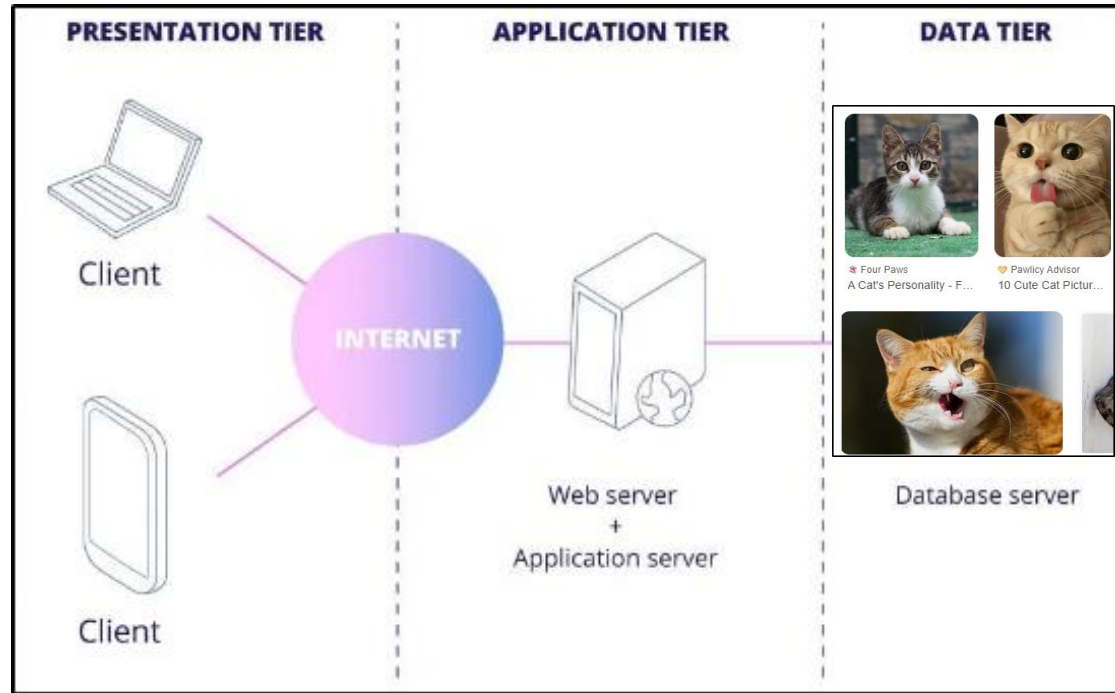 PRESENTATION TIER
APPLICATION TIER
DATA TIER
Client
Client
INTERNET
Web server
+
Application server
Four Paws
A Cat's Personality - F...
Pawlicy Advisor
10 Cute Cat Pictur...
Database server